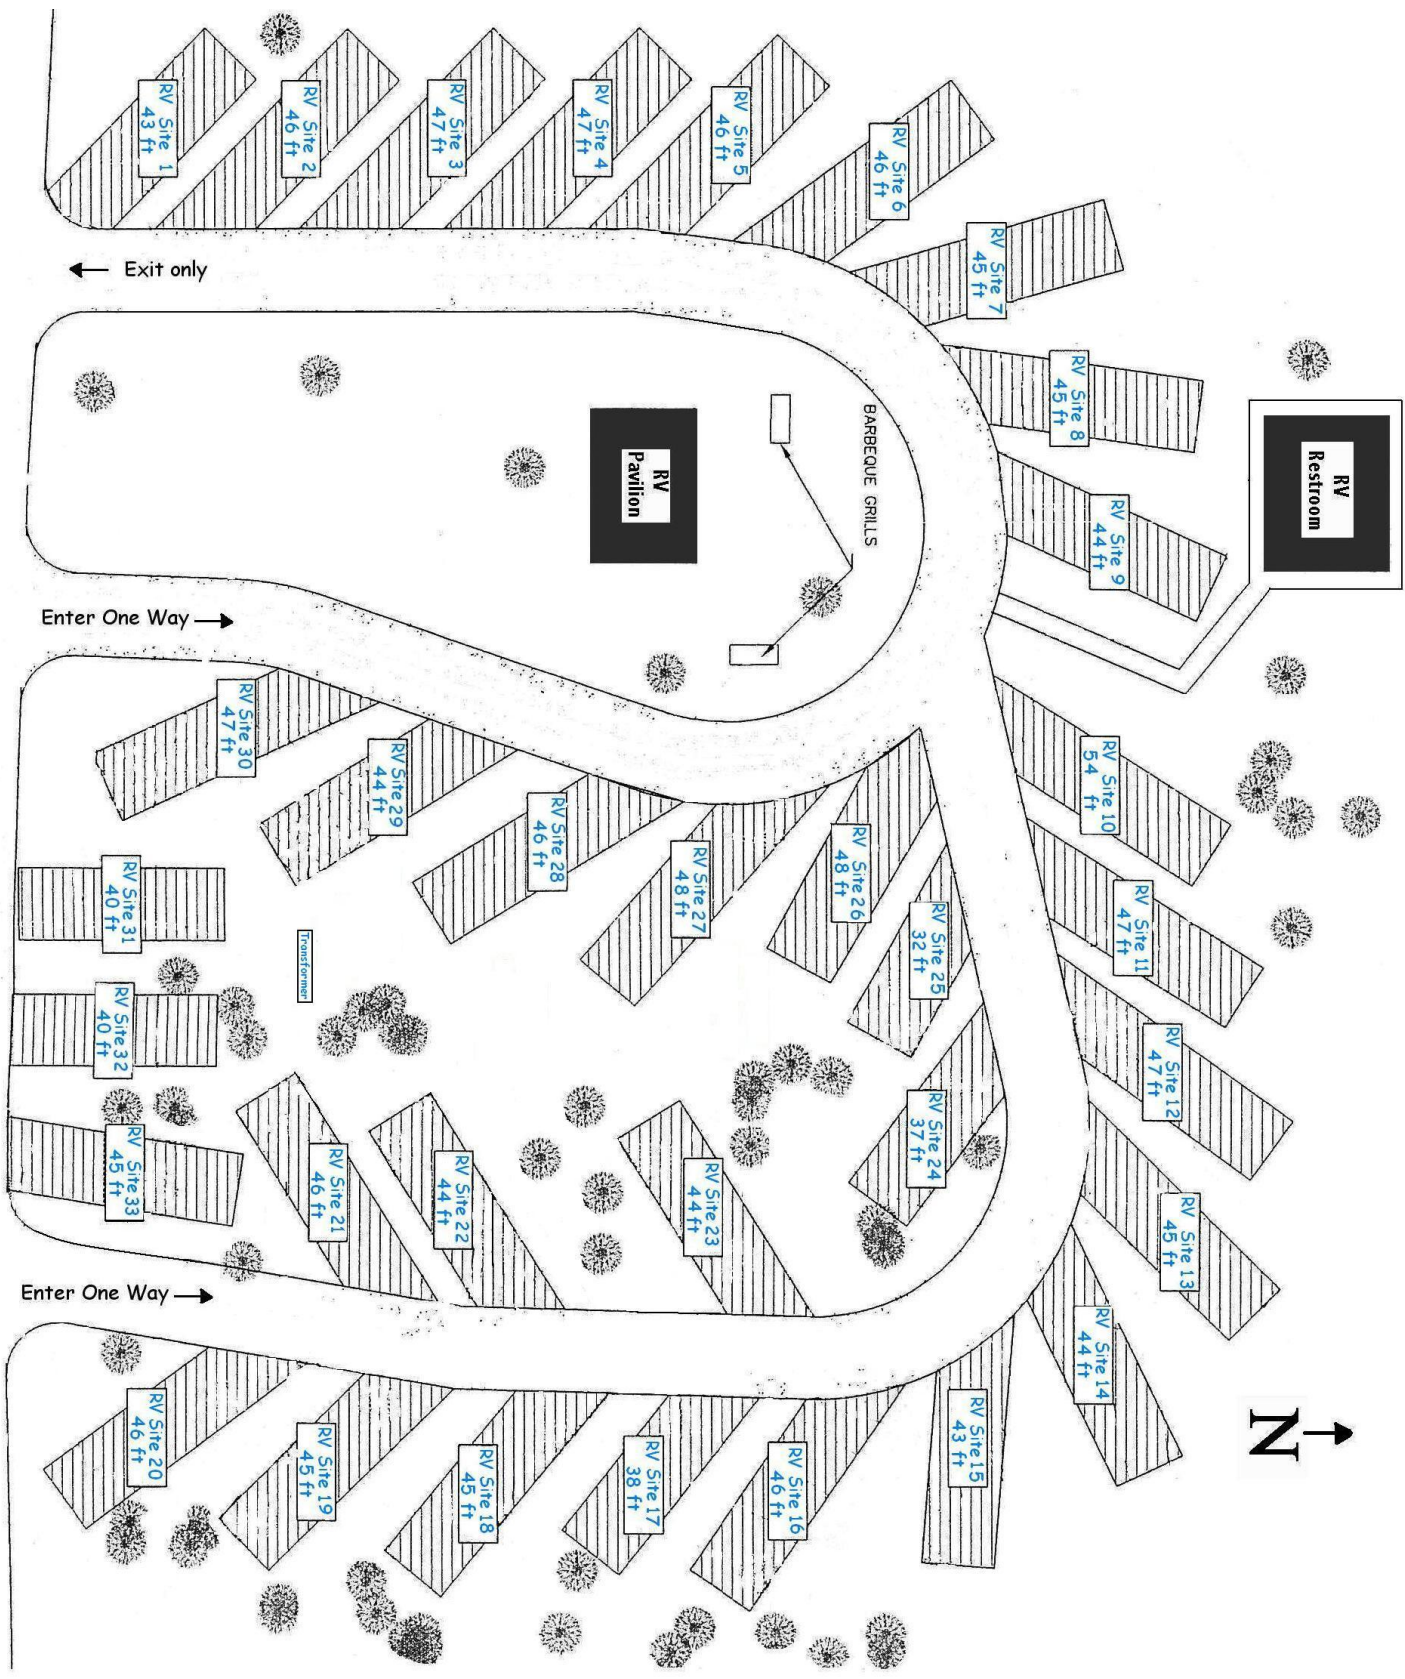 RV Site 1
43 ft
RV Site 2
46 ft
RV Site 3
47 ft
RV Site 4
47 ft
RV Site 5
46 ft
RV Site 6
46 ft
RV Site 7
45 ft
RV Site 8
45 ft
RV Site 9
44 ft
Exit only
BARBEQUE GRILLS
RV
Pavilion
RV
Restroom
Enter One Way
RV Site 10
54 ft
RV Site 11
47 ft
RV Site 12
47 ft
RV Site 13
45 ft
RV Site 14
44 ft
RV Site 15
43 ft
RV Site 16
46 ft
RV Site 17
38 ft
RV Site 18
45 ft
RV Site 19
45 ft
RV Site 20
46 ft
RV Site 21
46 ft
RV Site 22
44 ft
RV Site 23
44 ft
RV Site 24
37 ft
RV Site 25
32 ft
RV Site 26
48 ft
RV Site 27
48 ft
RV Site 28
46 ft
RV Site 29
44 ft
RV Site 30
47 ft
RV Site 31
40 ft
RV Site 32
40 ft
RV Site 33
45 ft
Transformer
Enter One Way
N